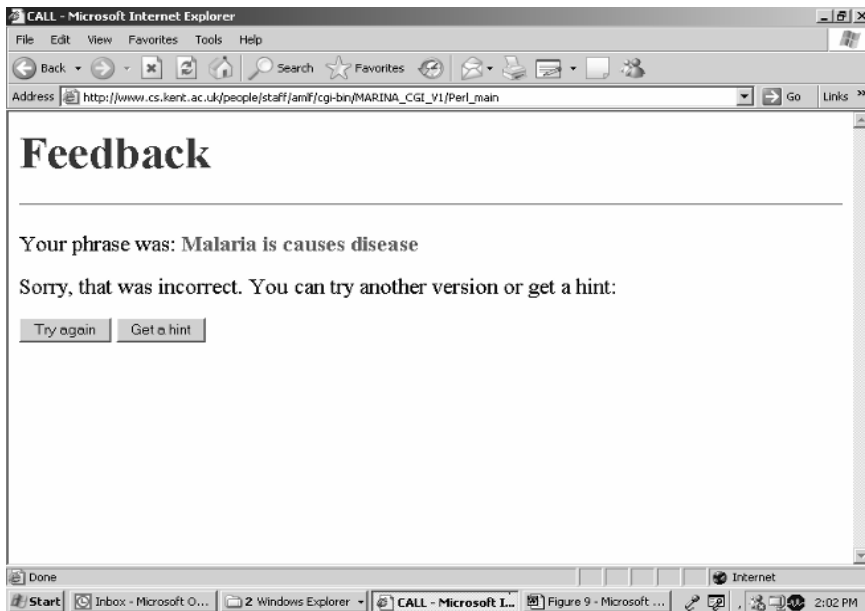 CALL - Microsoft Internet Explorer
File Edit View Favorites Tools Help
Back Search Favorites
Address http://www.cs.kent.ac.uk/people/staff/amlf/cgi-bin/MARINA_CGI_V1/Perl_main Go Links »
Feedback
Your phrase was: Malaria is causes disease
Sorry, that was incorrect. You can try another version or get a hint:
Try again Get a hint
Done Internet
Start Inbox - Microsoft O... 2 Windows Explorer CALL - Microsoft I... Figure 9 - Microsoft ... 2:02 PM